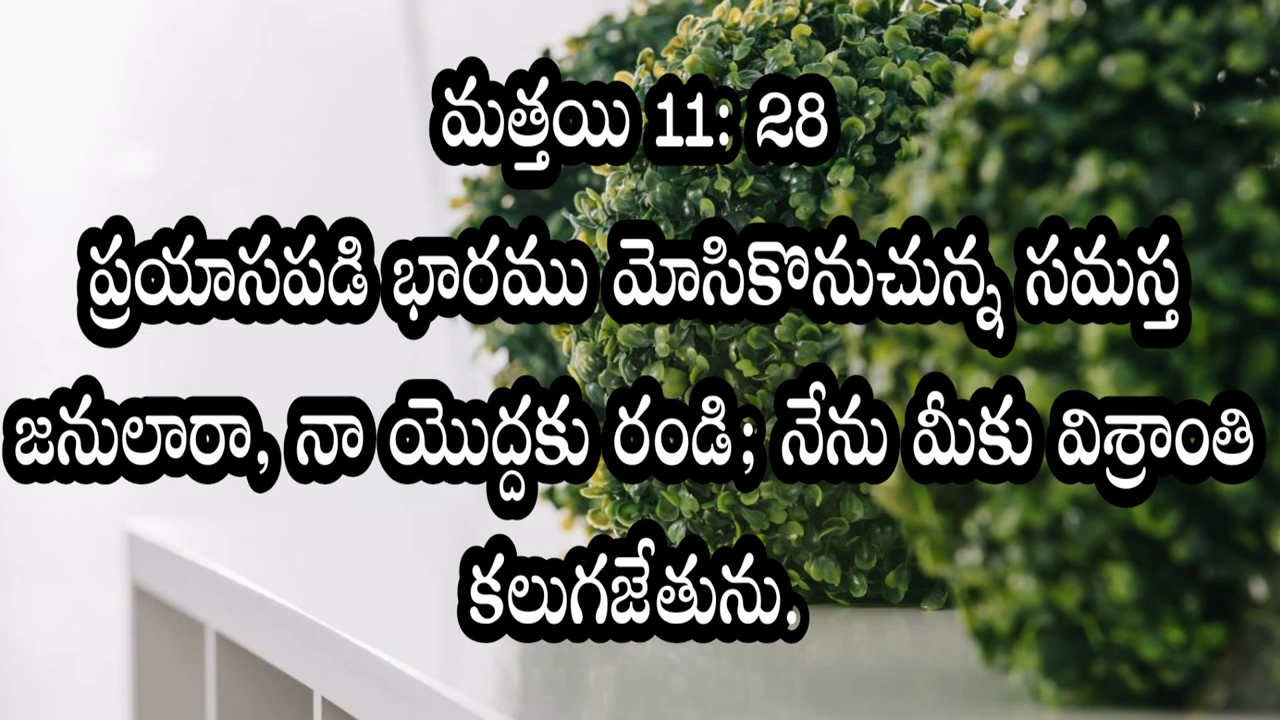 మత్తయి 11: 28
ప్రయాసపడి భారము మోసికొనుచున్న సమస్త
జనులారా, నా యొద్దకు రండి; నేను మీకు విశ్రాంతి
కలుగజేతును.